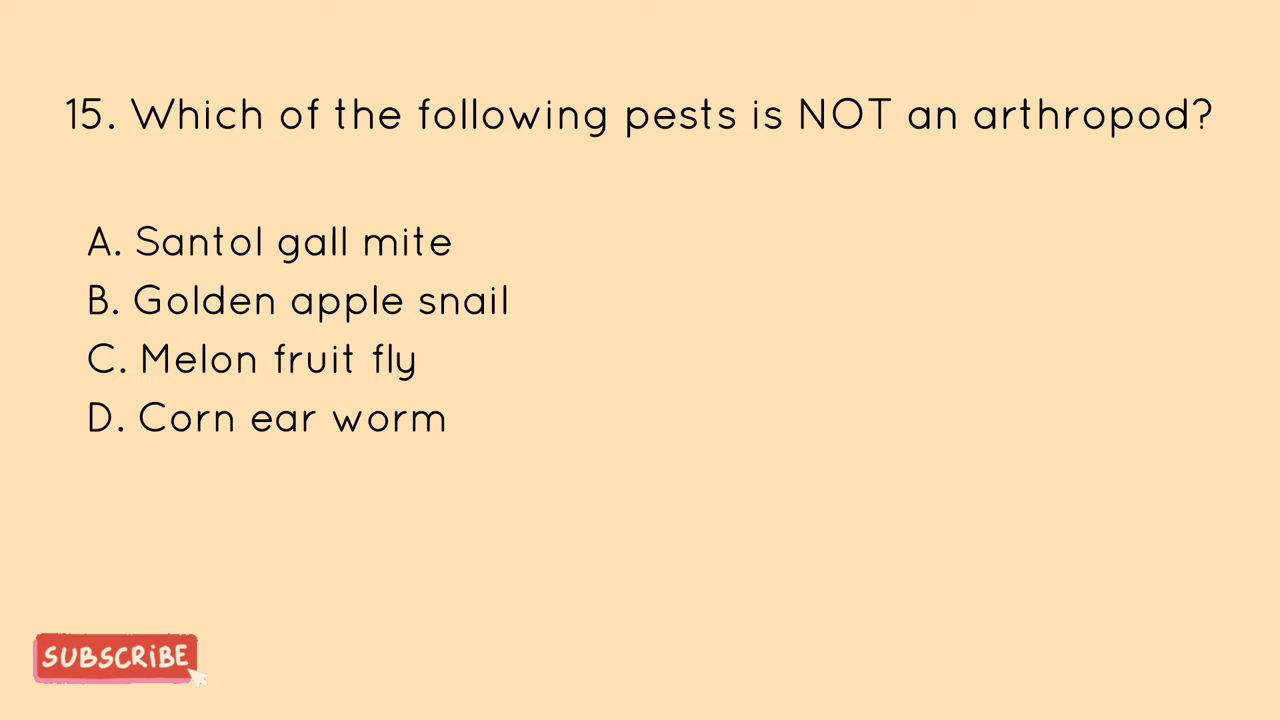 15. Which of the following pests is NOT an arthropod?
A. Santol gall mite
B. Golden apple snail
C. Melon fruit fly
D. Corn ear worm
SUBSCRiBE